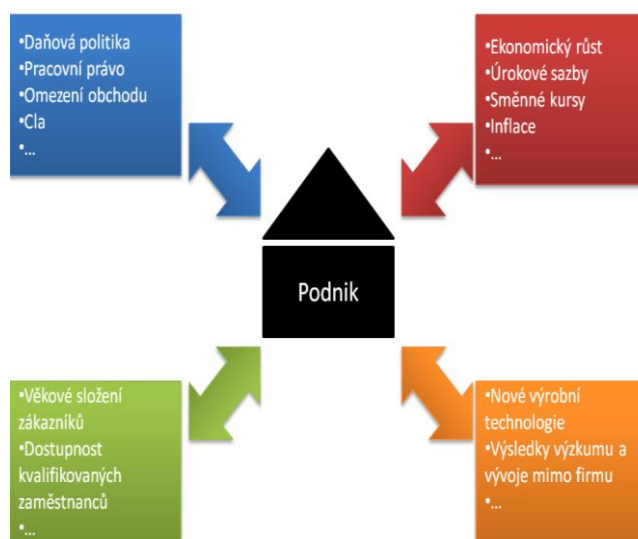 •Daňová politika
•Pracovní právo
•Omezení obchodu
•Cla
•...
•Ekonomický růst
•Úrokové sazby
•Směnné kursy
•Inflace
•...
Podnik
•Věkové složení
zákazníků
•Dostupnost
kvalifikovaných
zaměstnanců
•...
•Nové výrobní
technologie
•Výsledky výzkumu a
vývoje mimo firmu
•...